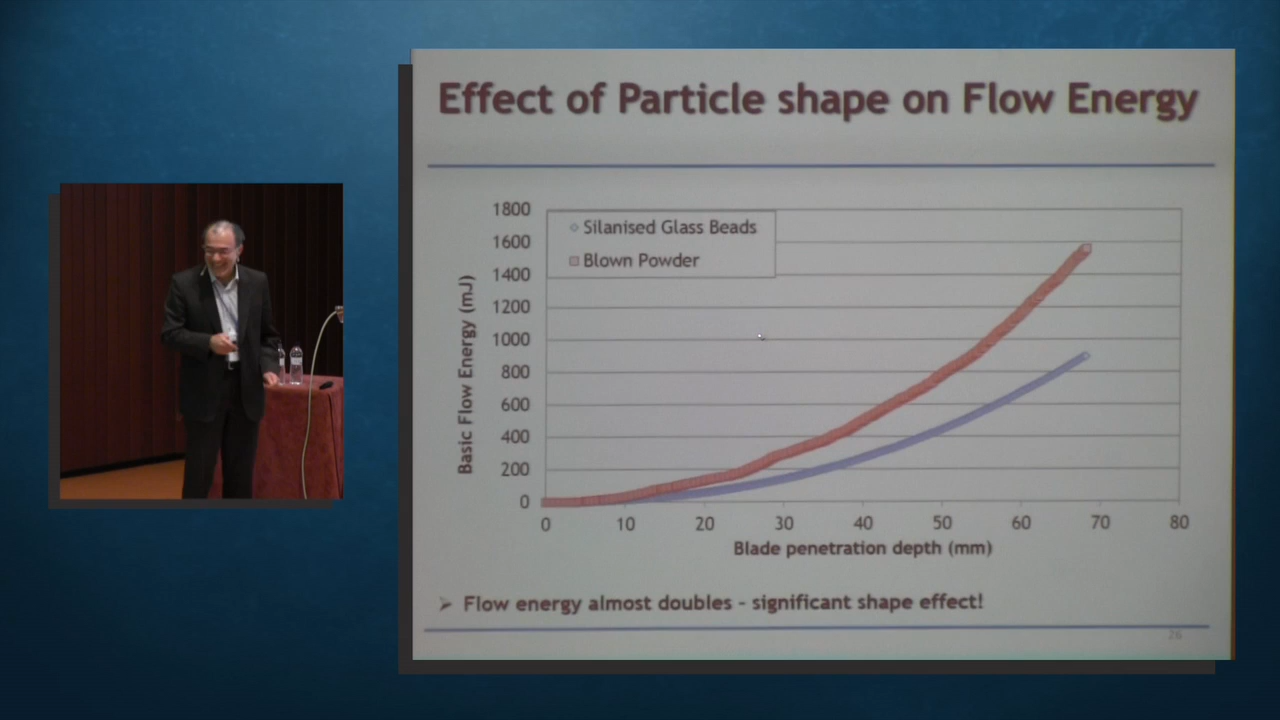 Effect of Particle shape on Flow Energy
1800
1600
1400
1200
1000
800
600
400
200
0
Basic Flow Energy (mJ)
Silanised Glass Beads
Blown Powder
0 10 20 30 40 50 60 70 80
Blade penetration depth (mm)
Flow energy almost doubles - significant shape effect!
26